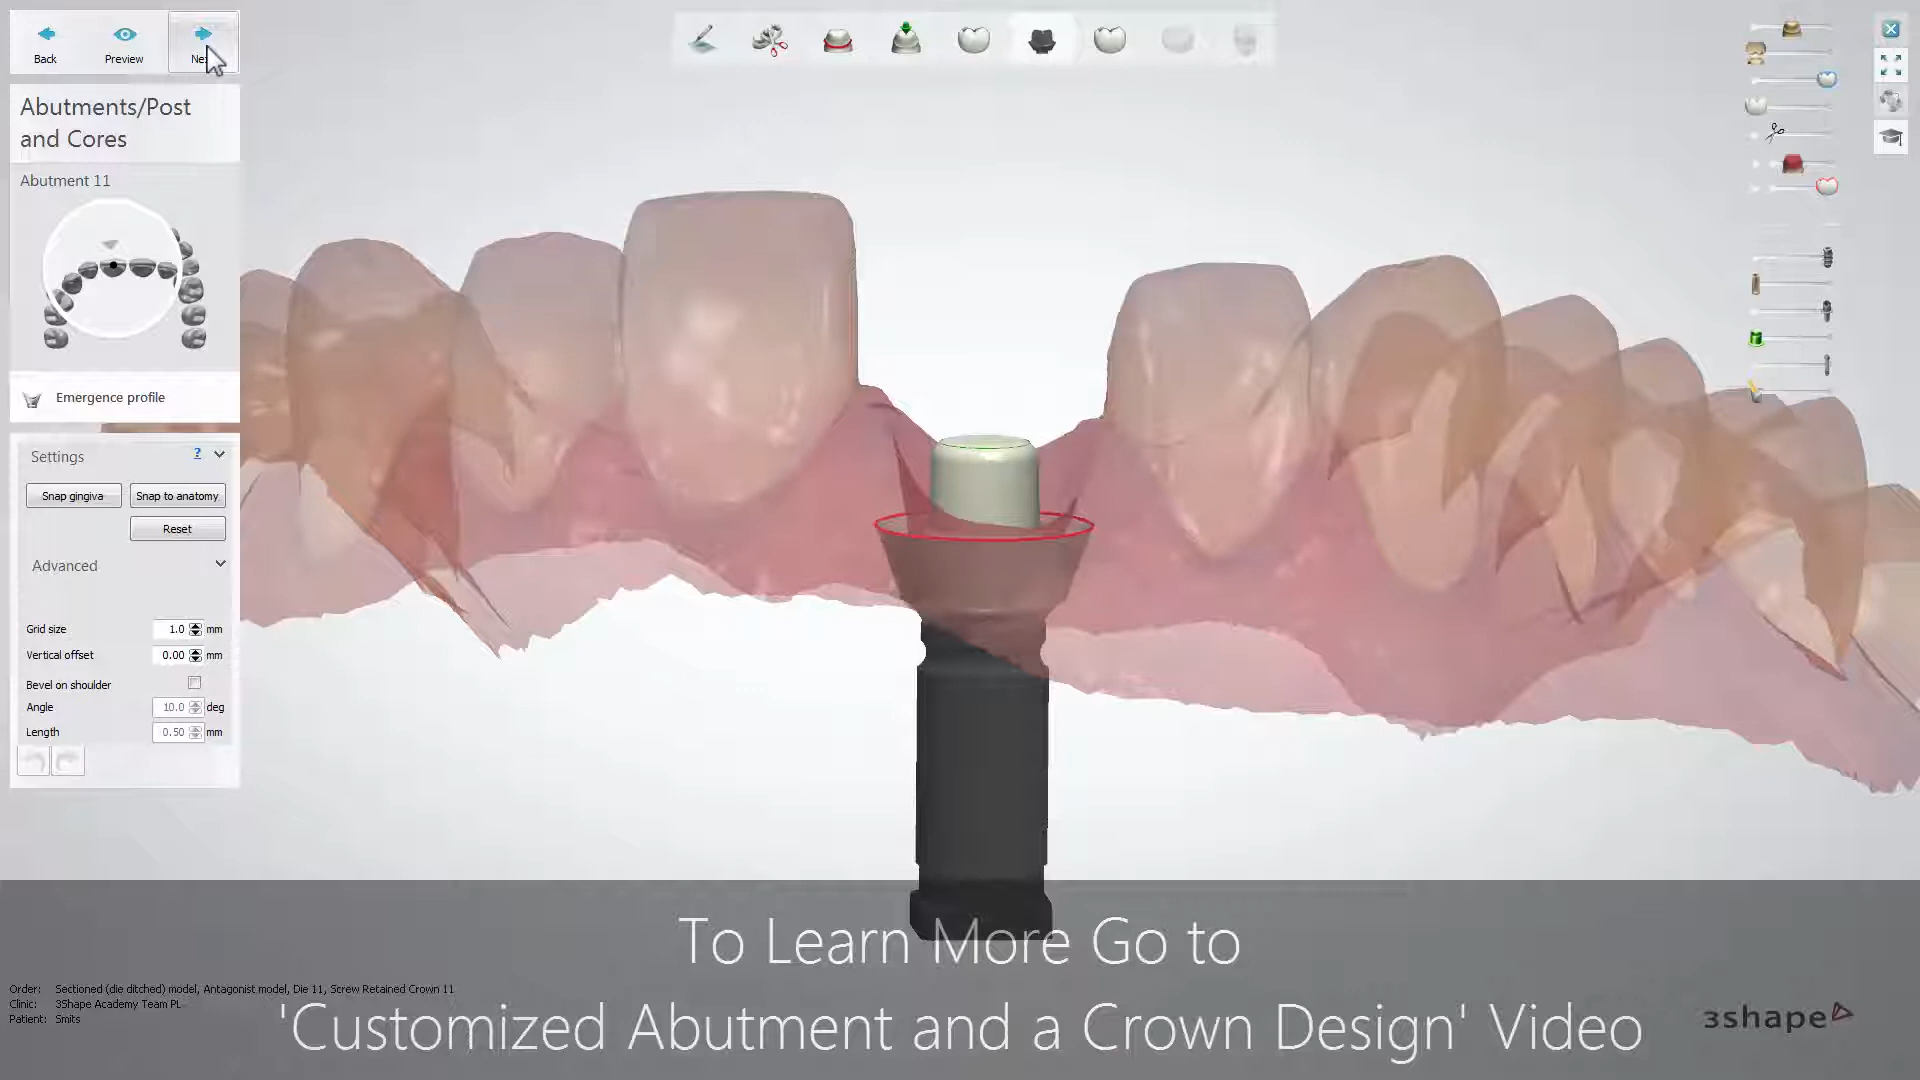 Back
Preview
Next
Abutments/Post
and Cores
Abutment 11
Emergence profile
Settings ?
Snap gingiva
Snap to anatomy
Reset
Advanced
Grid size 1.0 mm
Vertical offset 0.00 mm
Bevel on shoulder
Angle 10.0 deg
Length 0.50 mm
To Learn More Go to
'Customized Abutment and a Crown Design' Video
Order: Sectioned (die ditched) model, Antagonist model, Die 11, Screw Retained Crown 11
Clinic: 3Shape Academy Team PL
Patient: Smits
3shape